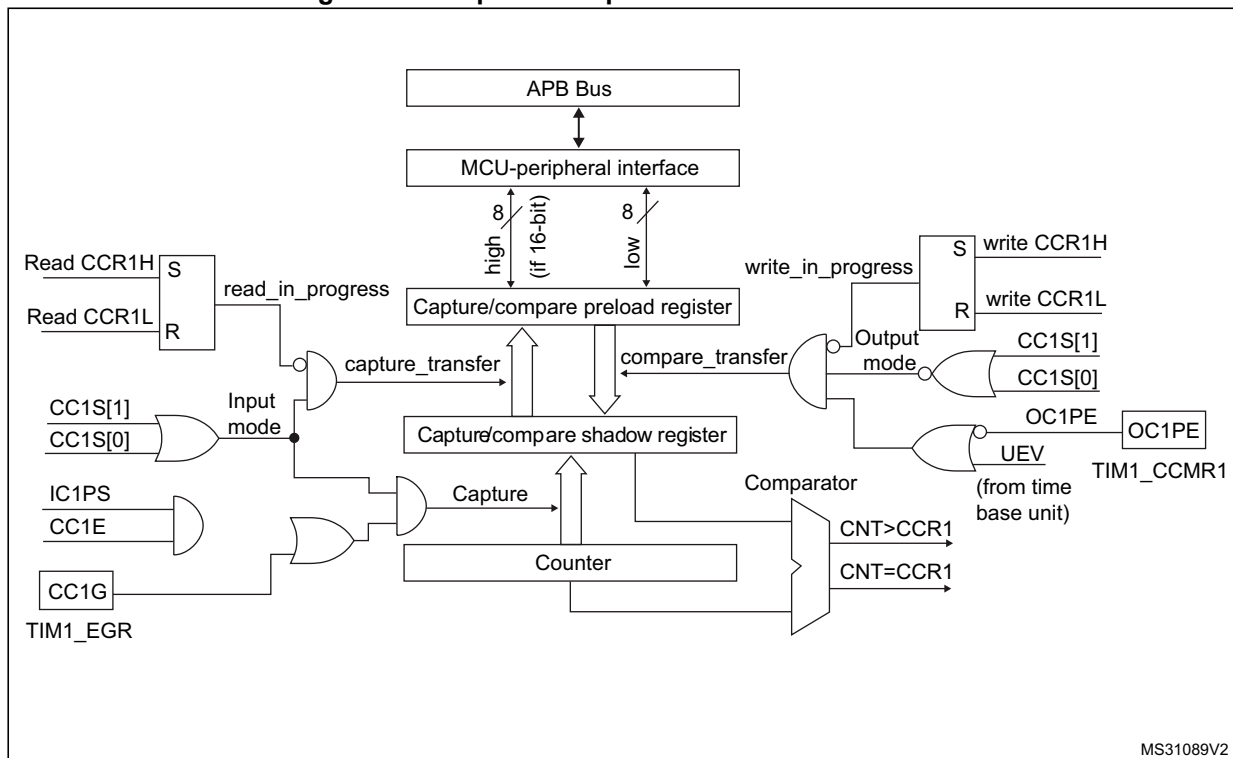 APB Bus
MCU-peripheral interface
8
high
(if 16-bit)
8
low
Read CCR1H
S
Read CCR1L
R
read_in_progress
write_in_progress
S
write CCR1H
R
write CCR1L
Capture/compare preload register
capture_transfer
compare_transfer
Output
mode
CC1S[1]
CC1S[0]
CC1S[1]
CC1S[0]
Input
mode
Capture/compare shadow register
OC1PE
OC1PE
UEV
TIM1_CCMR1
(from time
base unit)
IC1PS
CC1E
Capture
Comparator
CNT>CCR1
Counter
CNT=CCR1
CC1G
TIM1_EGR
MS31089V2